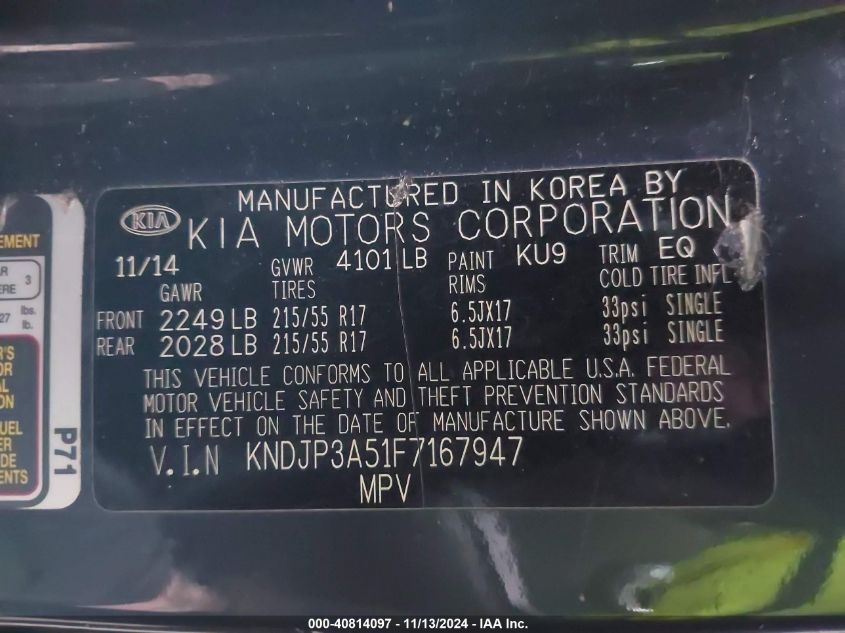 MANUFACTURED IN KOREA BY
KIA KIA MOTORS CORPORATION
11/14 GVWR 4101 LB PAINT KU9 TRIM EQ
GAWR TIRES RIMS COLD TIRE INFL
FRONT 2249 LB 215/55 R17 6.5JX17 33psi SINGLE
REAR 2028 LB 215/55 R17 6.5JX17 33psi SINGLE
THIS VEHICLE CONFORMS TO ALL APPLICABLE U.S.A. FEDERAL
MOTOR VEHICLE SAFETY AND THEFT PREVENTION STANDARDS
IN EFFECT ON THE DATE OF MANUFACTURE SHOWN ABOVE.
V.I.N KNDJP3A51F7167947
MPV
3
lbs.
lb.
P71
000-40814097 - 11/13/2024 - IAA Inc.